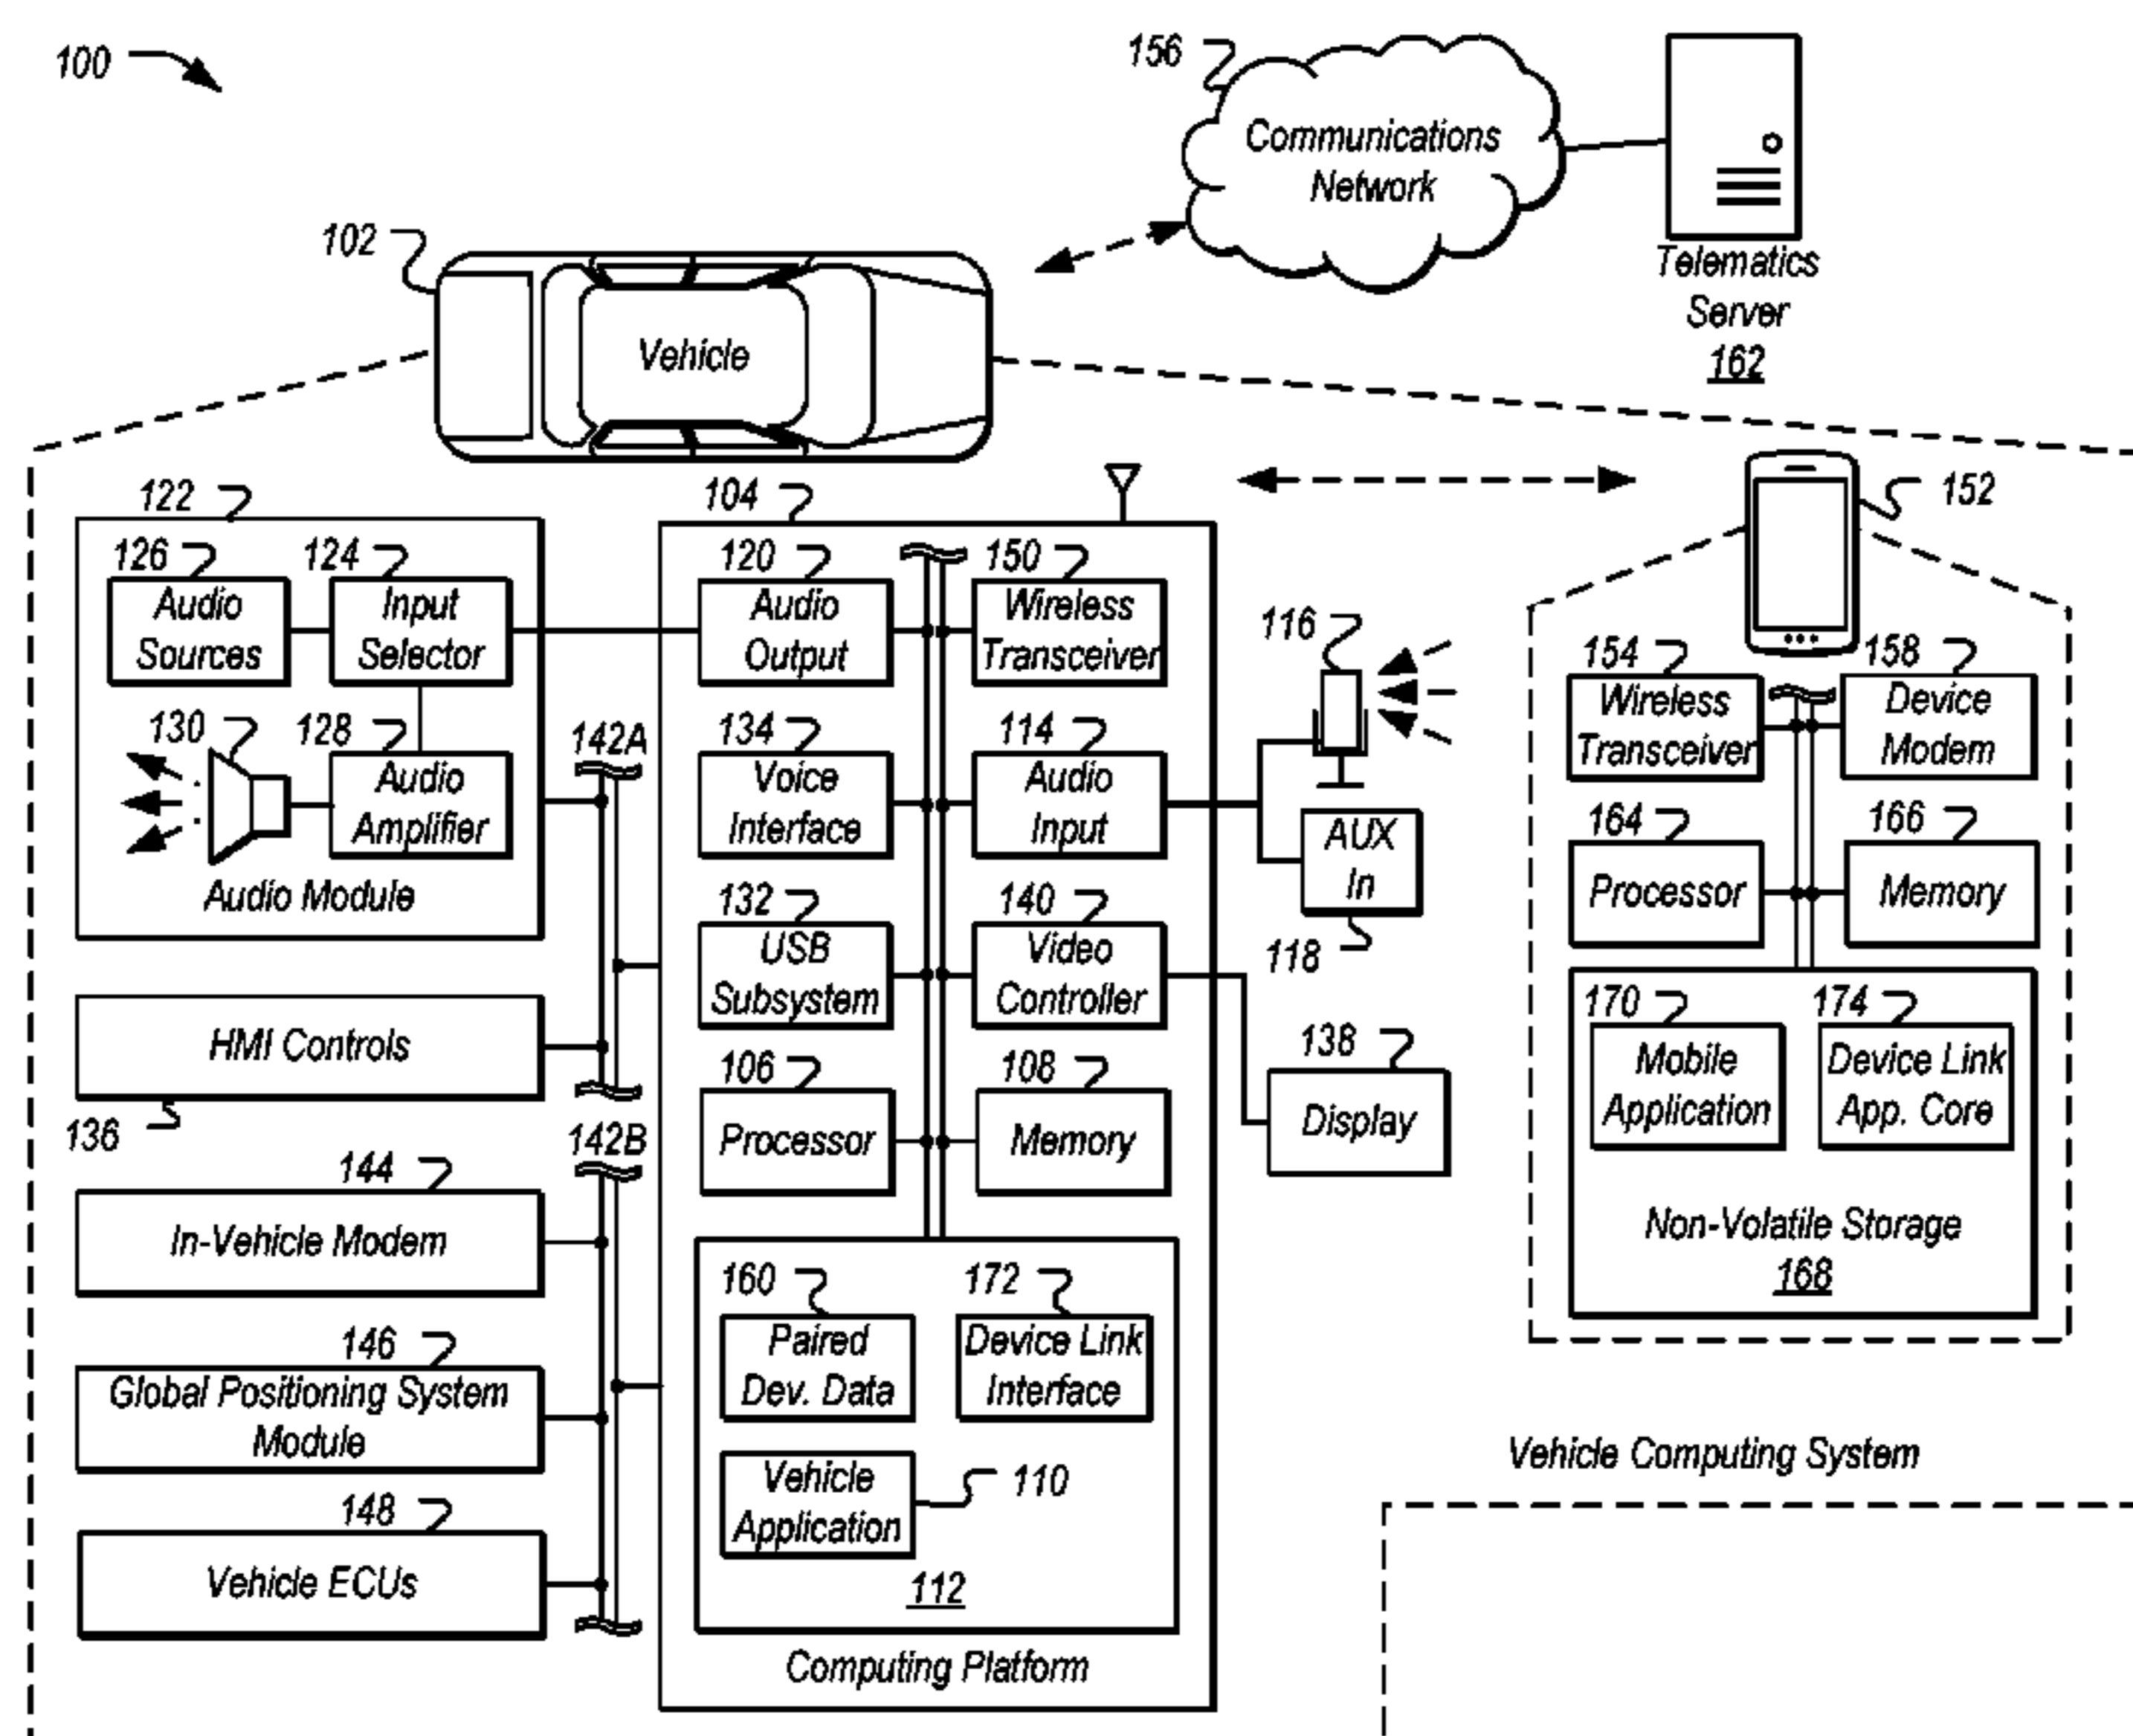 100
156
Communications
Network
Telematics
Server
162
102
Vehicle
152
122
126
124
Audio
Sources
Input
Selector
130
128
Audio
Amplifier
Audio Module
142A
HMI Controls
136
142B
144
In-Vehicle Modem
146
Global Positioning System
Module
148
Vehicle ECUs
104
120
150
Audio
Output
Wireless
Transceiver
134
114
Voice
Interface
Audio
Input
132
140
USB
Subsystem
Video
Controller
106
108
Processor
Memory
160
172
Paired
Dev. Data
Device Link
Interface
Vehicle
Application
110
112
Computing Platform
116
AUX
In
118
138
Display
154
158
Wireless
Transceiver
Device
Modem
164
166
Processor
Memory
170
174
Mobile
Application
Device Link
App. Core
Non-Volatile Storage
168
Vehicle Computing System